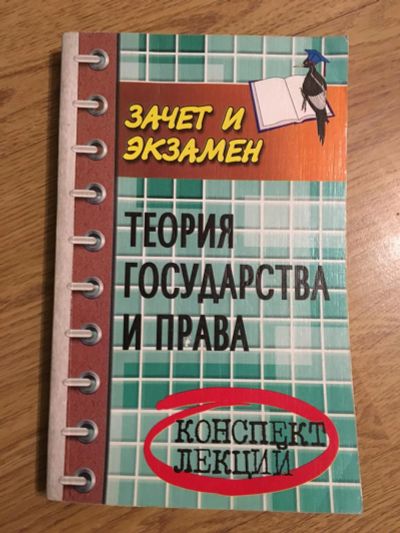 ЗАЧЕТ И
ЭКЗАМЕН
ТЕОРИЯ
ГОСУДАРСТВА
И ПРАВА
КОНСПЕКТ
ЛЕКЦИЙ